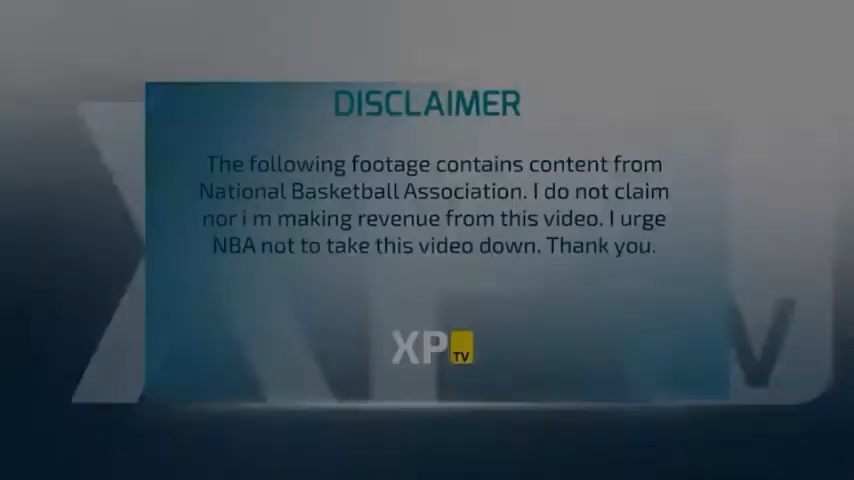 DISCLAIMER
The following footage contains content from
National Basketball Association. I do not claim
nor i m making revenue from this video. I urge
NBA not to take this video down. Thank you.
XP TV
V